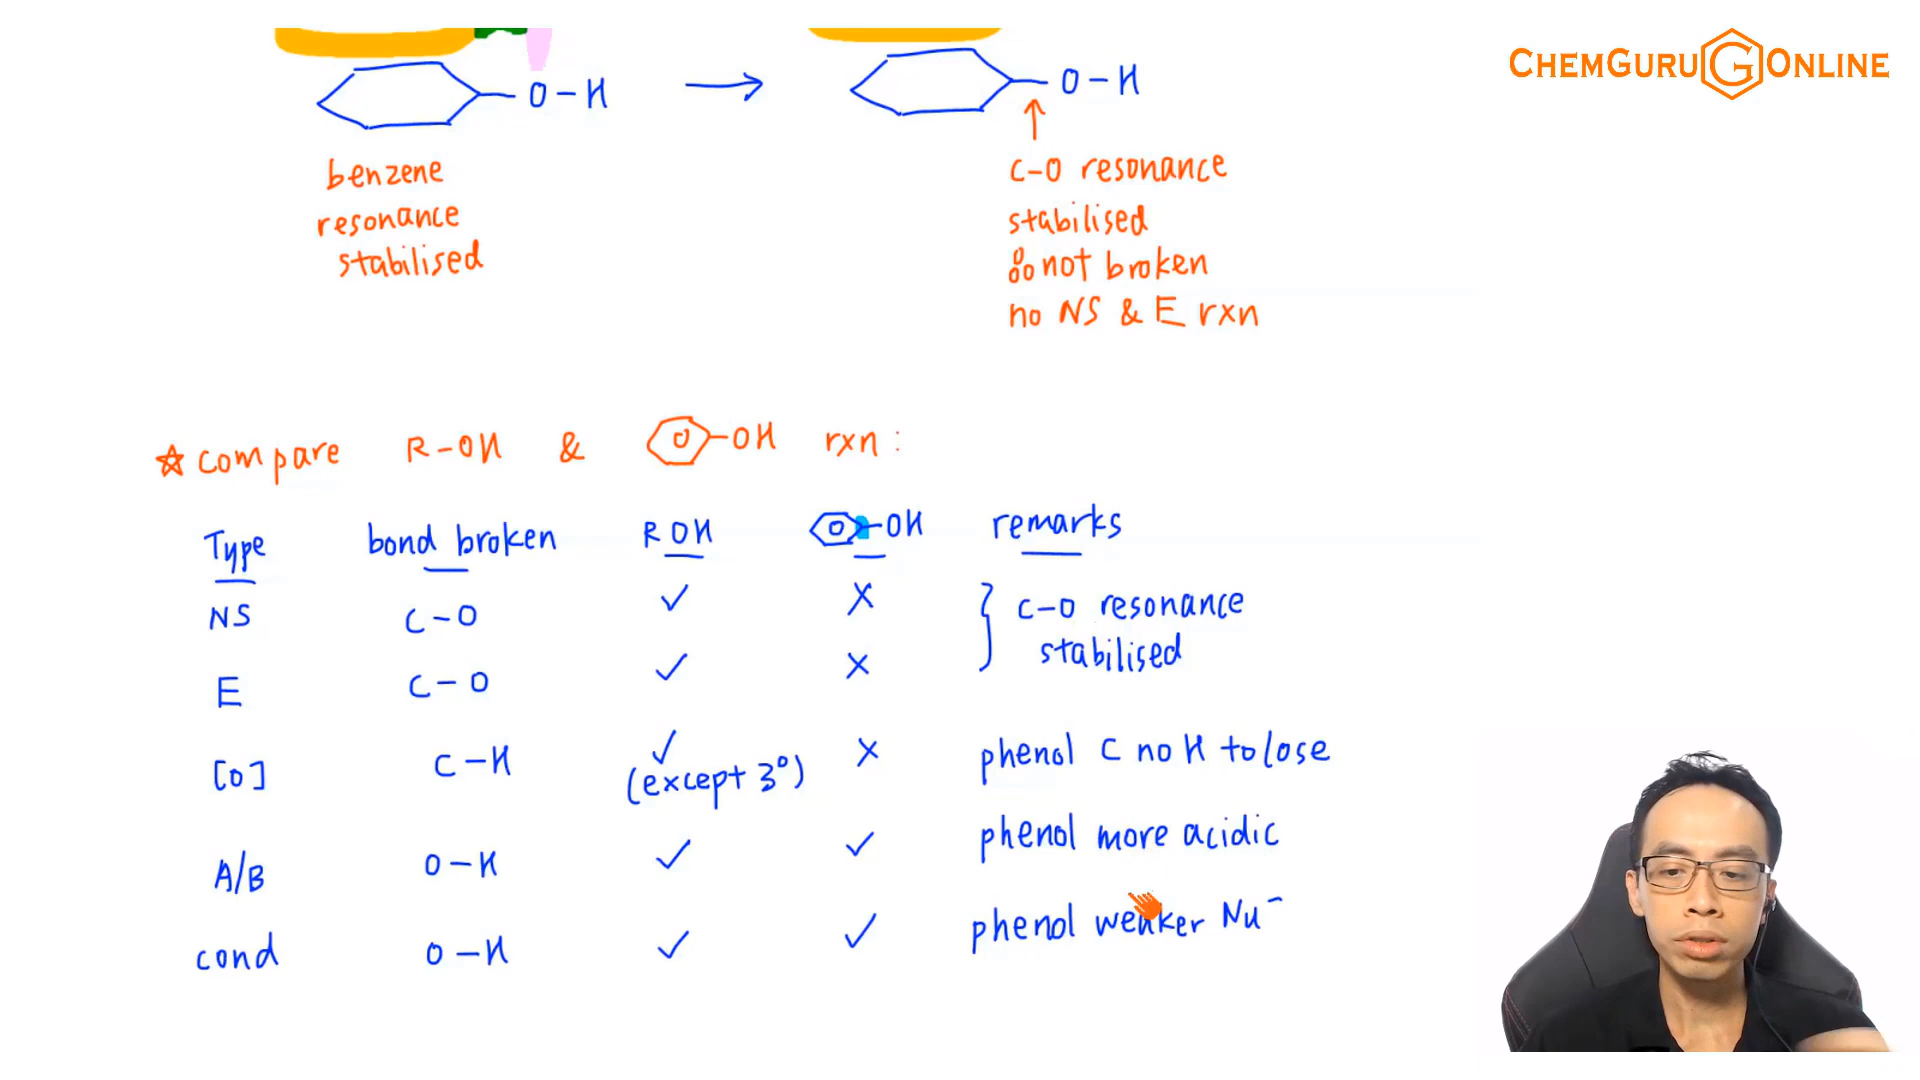 CHEMGURU G ONLINE
O-H → O-H
benzene
resonance
stabilised
↑
C-O resonance
stabilised
∴ not broken
no NS & E rxn
☆ compare R-OH & -OH rxn:
Type bond broken ROH -OH remarks
NS C-O ✓ X } C-O resonance
stabilised
E C-O ✓ X
[O] C-H ✓ X phenol C no H to lose
(except 3°)
A/B O-H ✓ ✓ phenol more acidic
cond O-H ✓ ✓ phenol weaker Nu⁻